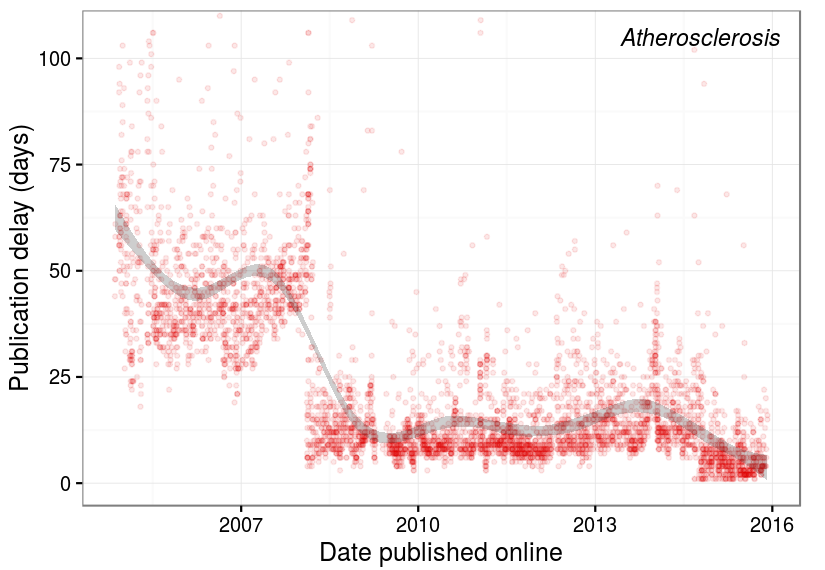 Atherosclerosis
Publication delay (days)
100
75
50
25
0
2007 2010 2013 2016
Date published online